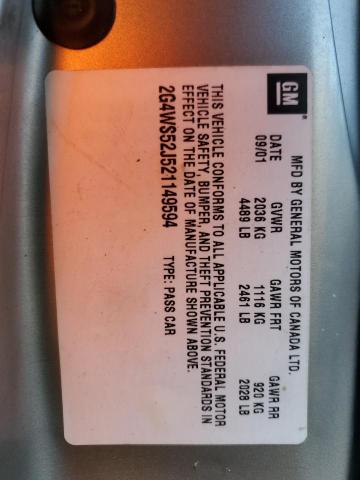 GM
MFD BY GENERAL MOTORS OF CANADA LTD.
DATE GVWR GAWR FRT GAWR RR
09/01 2036 KG 1116 KG 920 KG
4489 LB 2461 LB 2028 LB
THIS VEHICLE CONFORMS TO ALL APPLICABLE U.S. FEDERAL MOTOR
VEHICLE SAFETY, BUMPER, AND THEFT PREVENTION STANDARDS IN
EFFECT ON THE DATE OF MANUFACTURE SHOWN ABOVE.
2G4WS52J521149594 TYPE: PASS CAR